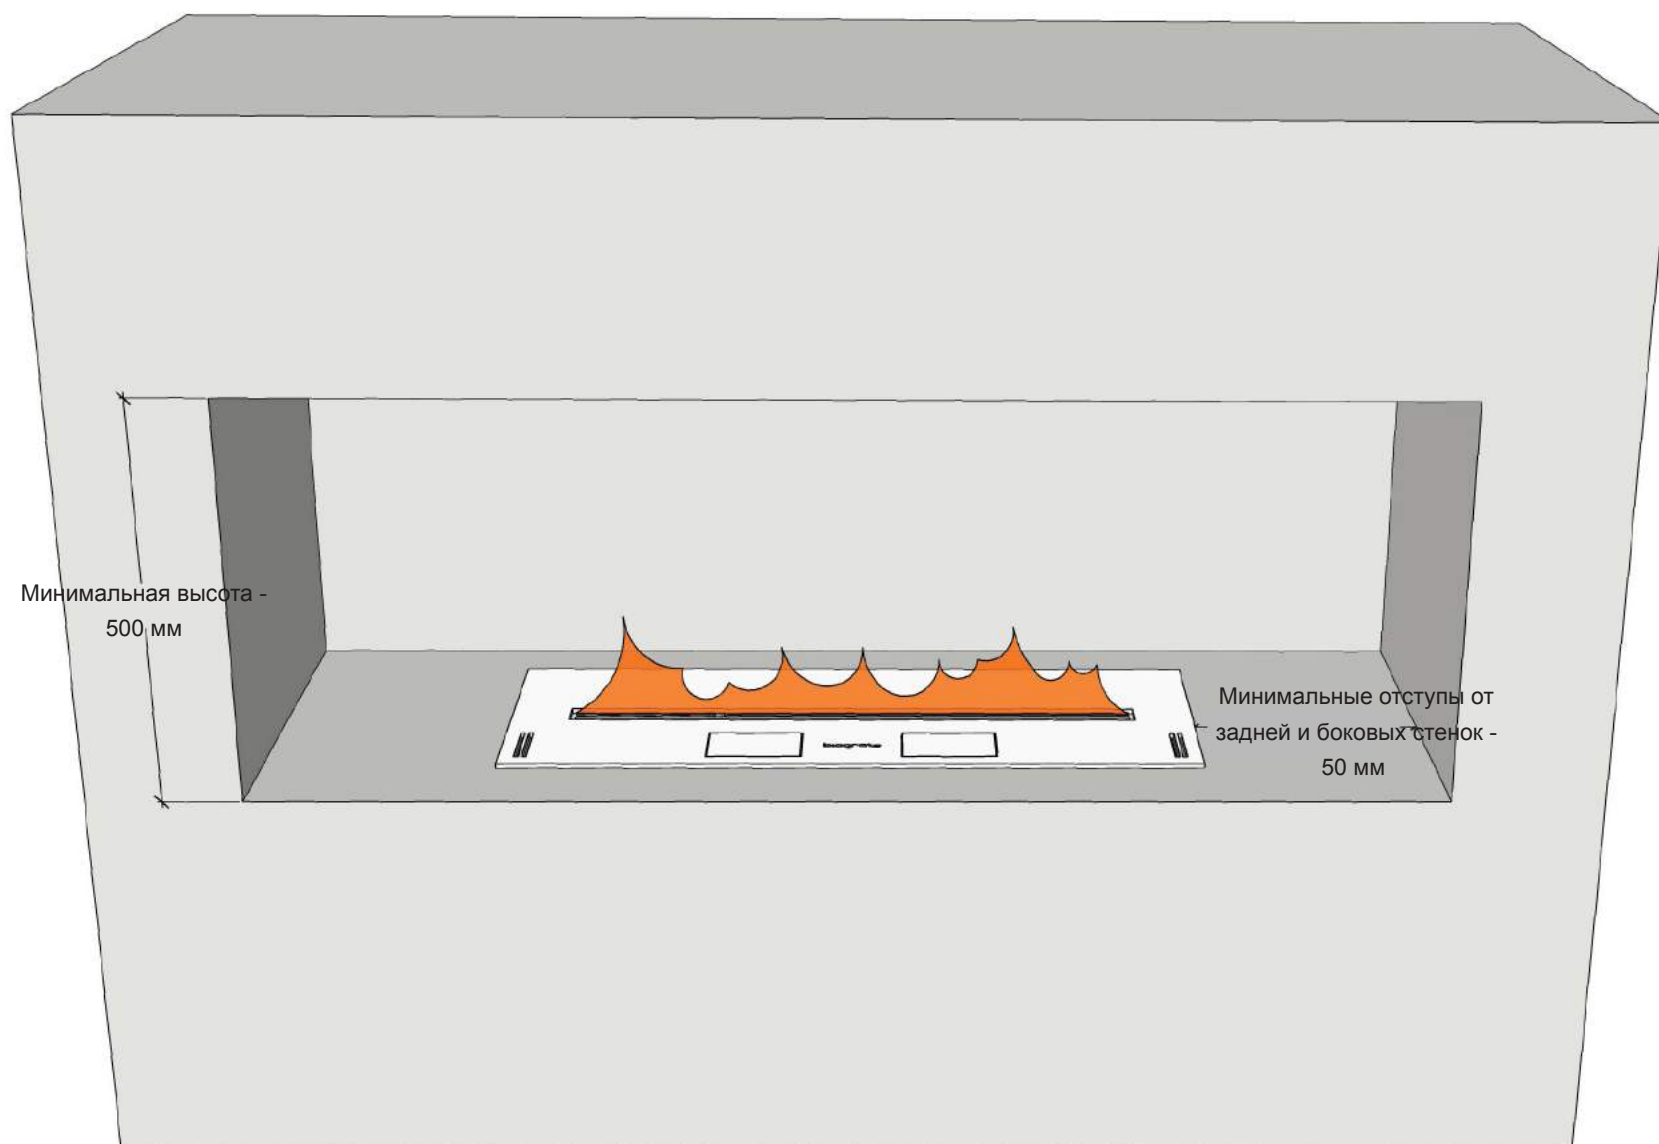 Минимальная высота -
500 мм
Минимальные отступы от
задней и боковых стенок -
50 мм